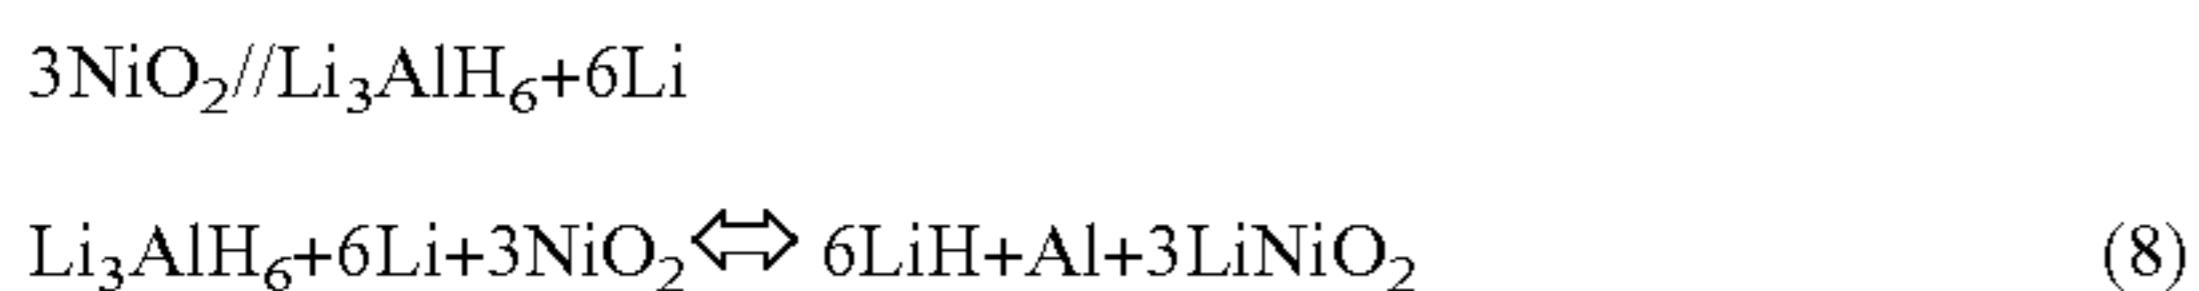 3NiO₂//Li₃AlH₆+6Li
Li₃AlH₆+6Li+3NiO₂⇔6LiH+Al+3LiNiO₂ (8)